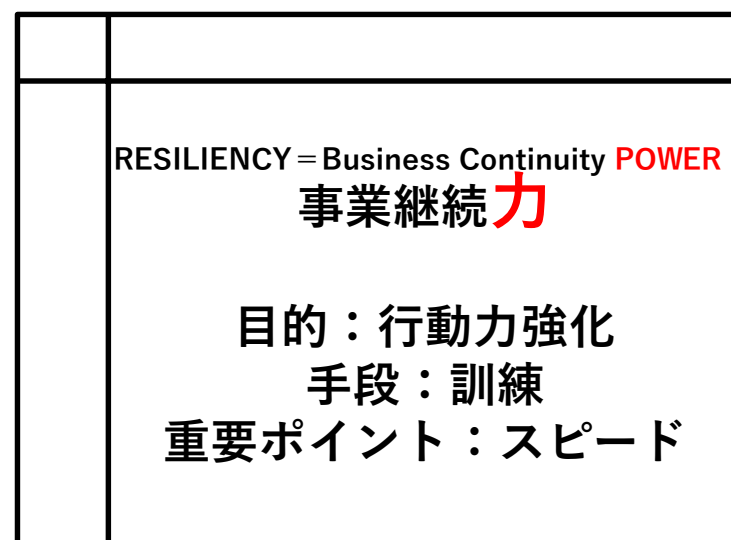 RESILIENCY=Business Continuity POWER
事業継続力
目的：行動力強化
手段：訓練
重要ポイント：スピード